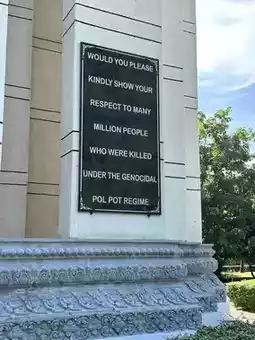 WOULD YOU PLEASE
KINDLY SHOW YOUR
RESPECT TO MANY
MILLION PEOPLE
WHO WERE KILLED
UNDER THE GENOCIDAL
POL POT REGIME